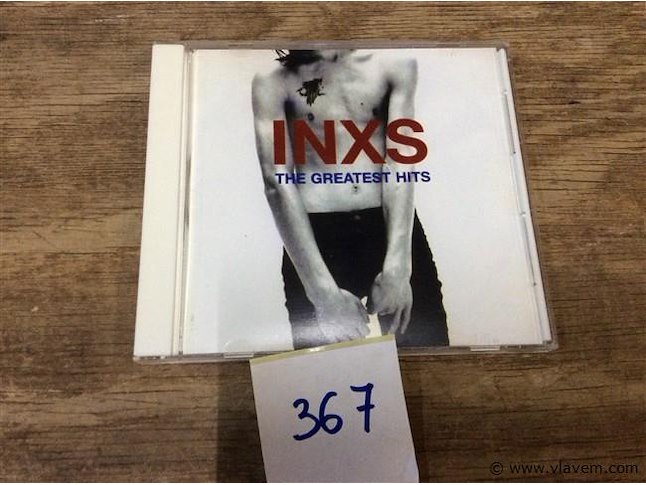 INXS
THE GREATEST HITS
367
© www.vlavem.com